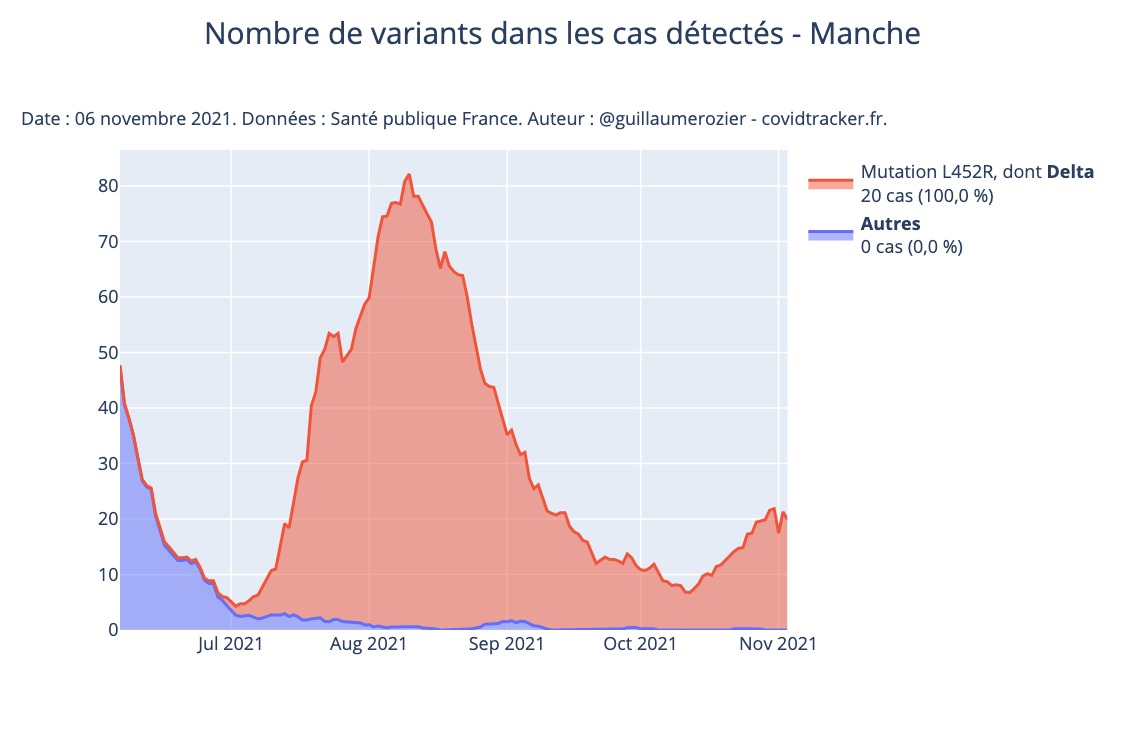 Nombre de variants dans les cas détectés - Manche
Date : 06 novembre 2021. Données : Santé publique France. Auteur : @guillaumerozier - covidtracker.fr.
Mutation L452R, dont Delta
20 cas (100,0 %)
Autres
0 cas (0,0 %)
80
70
60
50
40
30
20
10
0
Jul 2021
Aug 2021
Sep 2021
Oct 2021
Nov 2021